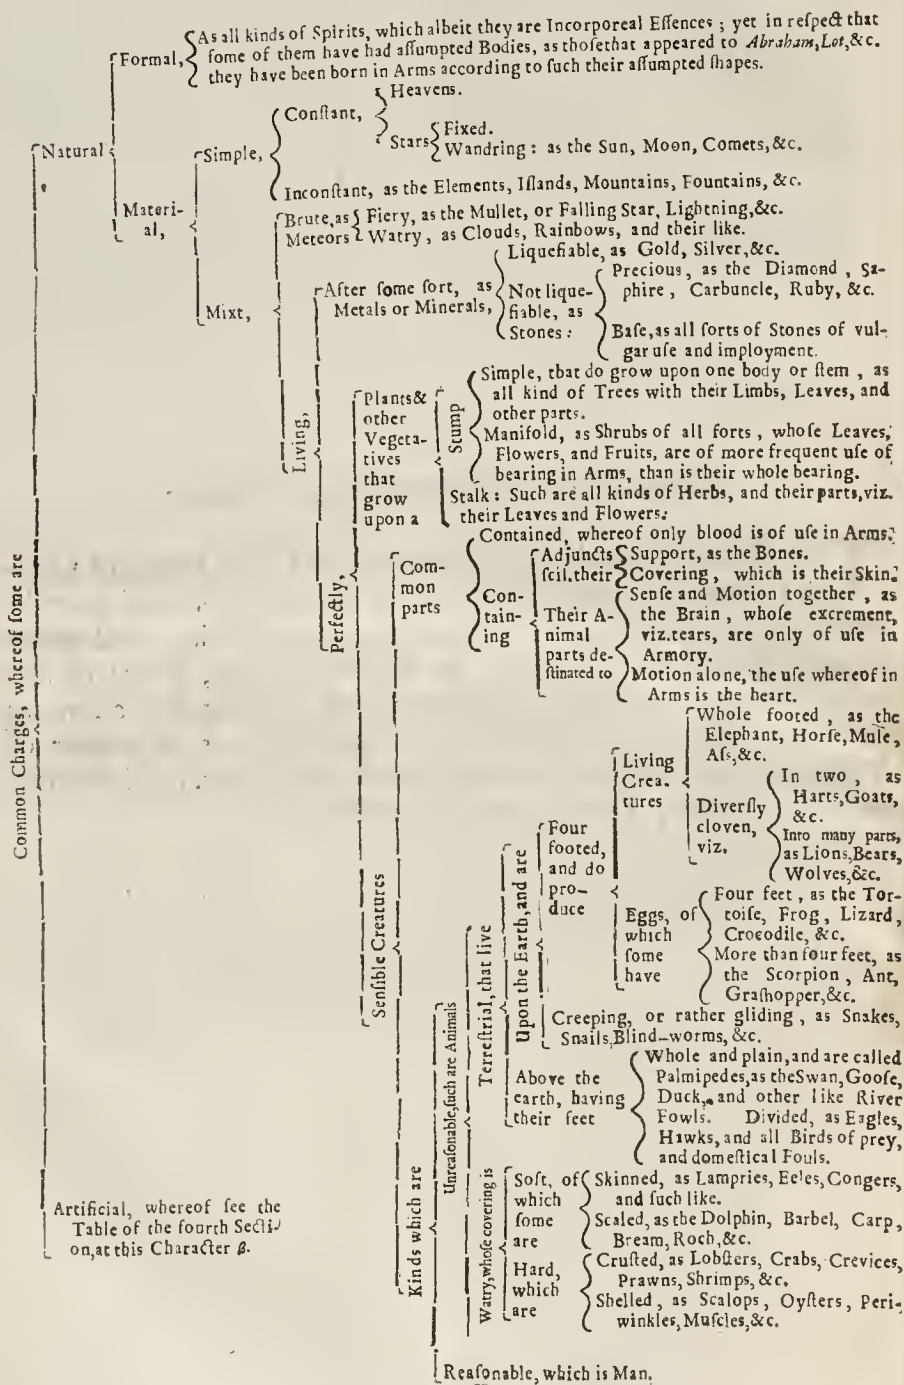 Common Charges, whereof ſome are
Natural
Formal,
As all kinds of Spirits, which albeit they are Incorporeal Eſſences ; yet in reſpect that
ſome of them have had aſſumpted Bodies, as thoſethat appeared to Abraham,Lot,&c.
they have been born in Arms according to ſuch their aſſumpted ſhapes.
Materi-
al,
Simple,
Conſtant,
Heavens.
Stars
Fixed.
Wandring : as the Sun, Moon, Comets, &c.
Inconſtant, as the Elements, Iſlands, Mountains, Fountains, &c.
Mixt,
Brute,as
Meteors
Fiery, as the Mullet, or Falling Star, Lightning,&c.
Watry, as Clouds, Rainbows, and their like.
Living,
After ſome ſort, as
Metals or Minerals,
Liquefiable, as Gold, Silver,&c.
Not lique-
fiable, as
Stones :
Precious, as the Diamond , Sa-
phire , Carbuncle, Ruby, &c.
Baſe,as all ſorts of Stones of vul-
gar uſe and imployment.
Perfectly,
Plants&
other
Vegeta-
tives
that
grow
upon a
Stump
Simple, that do grow upon one body or ſtem , as
all kind of Trees with their Limbs, Leaves, and
other parts.
Manifold, as Shrubs of all ſorts , whoſe Leaves,
Flowers, and Fruits, are of more frequent uſe of
bearing in Arms, than is their whole bearing.
Stalk : Such are all kinds of Herbs, and their parts,viz.
their Leaves and Flowers.
Senſible Creatures
Com-
mon
parts
Contained, whereof only blood is of uſe in Arms.
Con-
tain-
ing
Adjuncts
ſcil.their
Support, as the Bones.
Covering , which is their Skin.
Their A-
nimal
parts de-
ſtinated to
Senſe and Motion together , as
the Brain , whoſe excrement,
viz.tears, are only of uſe in
Armory.
Motion alone, the uſe whereof in
Arms is the heart.
Kinds which are
Unreaſonable,ſuch are Animals
Terreſtrial, that live
Upon the Earth,and are
Four
footed,
and do
pro-
duce
Living
Crea-
tures
Whole footed , as the
Elephant, Horſe, Mule,
Aſs,&c.
Diverſly
cloven,
viz.
In two , as
Harts,Goats,
&c.
Into many parts,
as Lions,Bears,
Wolves,&c.
Eggs, of
which
ſome
have
Four feet , as the Tor-
toiſe, Frog , Lizard,
Crocodile, &c.
More than four feet, as
the Scorpion , Ant,
Graſhopper,&c.
Creeping, or rather gliding , as Snakes,
Snails,Blind-worms, &c.
Above the
earth, having
their feet
Whole and plain,and are called
Palmipedes,as theSwan, Gooſe,
Duck, and other like River
Fowls. Divided, as Eagles,
Hawks, and all Birds of prey,
and domeſtical Fouls.
Watry, whoſe covering is
Soft, of
which
ſome
are
Skinned, as Lampries, Eeles, Congers,
and ſuch like.
Scaled, as the Dolphin, Barbel, Carp,
Bream, Roch,&c.
Hard,
which
are
Cruſted, as Lobſters, Crabs, Crevices,
Prawns, Shrimps, &c.
Shelled, as Scalops , Oyſters, Peri-
winkles, Muſcles,&c.
Reaſonable, which is Man.
Artificial, whereof ſee the
Table of the fourth Secti-
on,at this Character β.